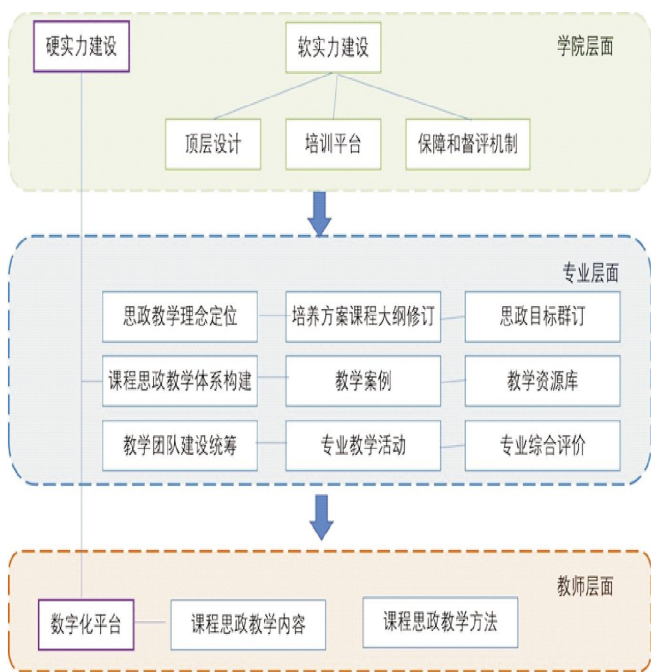 硬实力建设
软实力建设
学院层面
顶层设计
培训平台
保障和督评机制
专业层面
思政教学理念定位
培养方案课程大纲修订
思政目标群订
课程思政教学体系构建
教学案例
教学资源库
教学团队建设统筹
专业教学活动
专业综合评价
教师层面
数字化平台
课程思政教学内容
课程思政教学方法